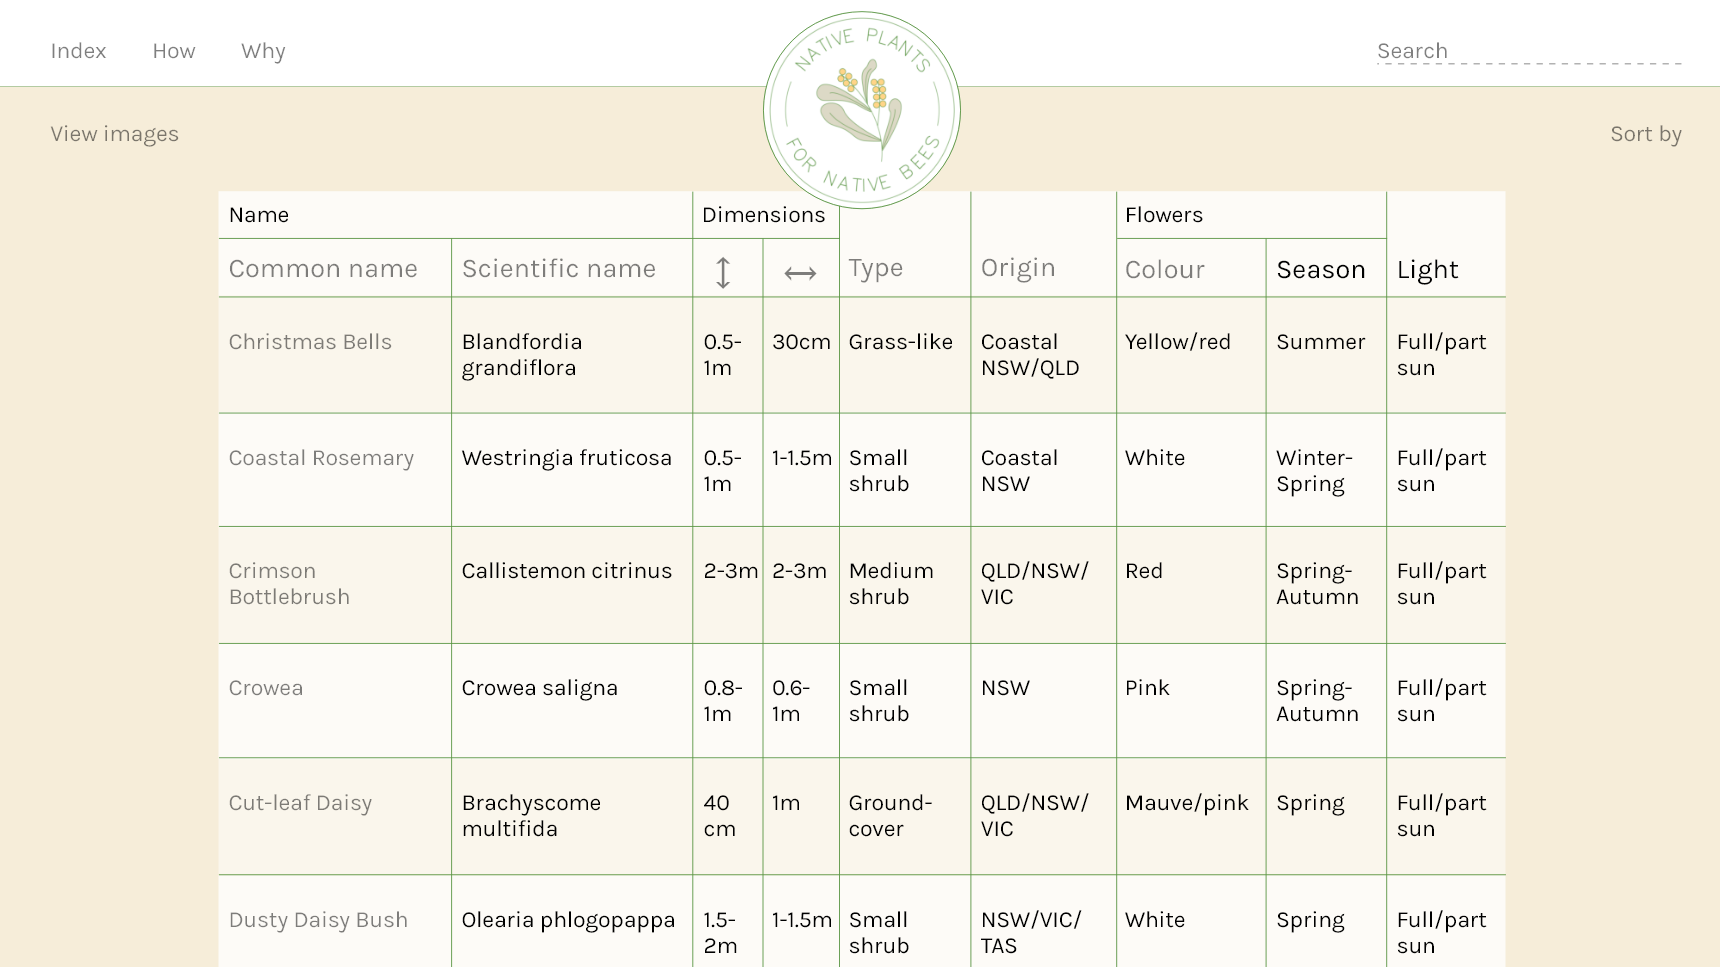 Index
How
Why
NATIVE PLANTS
FOR NATIVE BEES
Search
View images
Sort by
Name
Dimensions
Flowers
Common name
Scientific name
Type
Origin
Colour
Season
Light
Christmas Bells
Blandfordia
grandiflora
0.5-
1m
30cm
Grass-like
Coastal
NSW/QLD
Yellow/red
Summer
Full/part
sun
Coastal Rosemary
Westringia fruticosa
0.5-
1m
1-1.5m
Small
shrub
Coastal
NSW
White
Winter-
Spring
Full/part
sun
Crimson
Bottlebrush
Callistemon citrinus
2-3m
2-3m
Medium
shrub
QLD/NSW/
VIC
Red
Spring-
Autumn
Full/part
sun
Crowea
Crowea saligna
0.8-
1m
0.6-
1m
Small
shrub
NSW
Pink
Spring-
Autumn
Full/part
sun
Cut-leaf Daisy
Brachyscome
multifida
40
cm
1m
Ground-
cover
QLD/NSW/
VIC
Mauve/pink
Spring
Full/part
sun
Dusty Daisy Bush
Olearia phlogopappa
1.5-
2m
1-1.5m
Small
shrub
NSW/VIC/
TAS
White
Spring
Full/part
sun